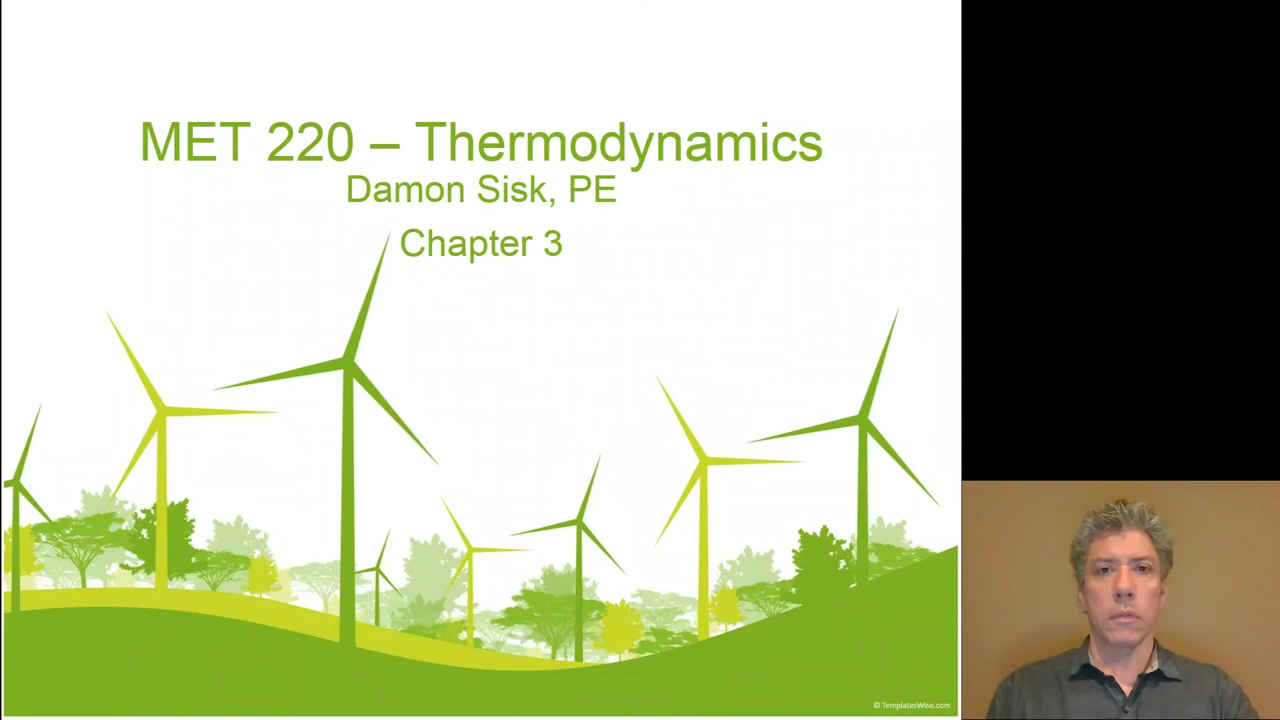 MET 220 – Thermodynamics
Damon Sisk, PE
Chapter 3
© TemplatesWise.com